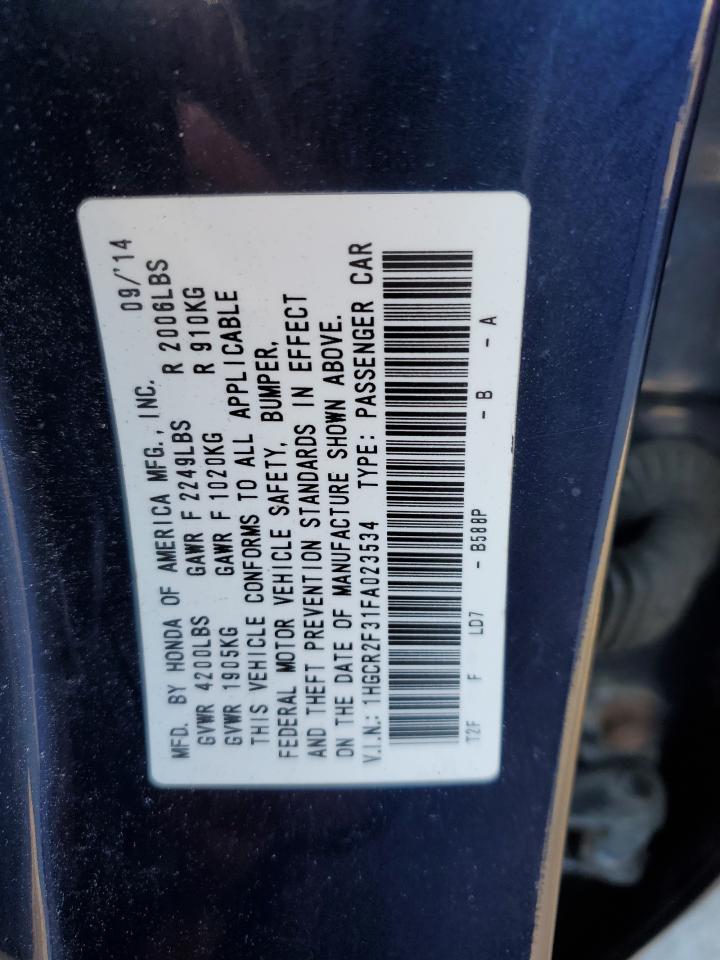 MFD. BY HONDA OF AMERICA MFG., INC. 09/'14
GVWR 4200LBS GAWR F 2249LBS R 2006LBS
GVWR 1905KG GAWR F 1020KG R 910KG
THIS VEHICLE CONFORMS TO ALL APPLICABLE
FEDERAL MOTOR VEHICLE SAFETY, BUMPER,
AND THEFT PREVENTION STANDARDS IN EFFECT
ON THE DATE OF MANUFACTURE SHOWN ABOVE.
V.I.N.: 1HGCR2F31FA023534 TYPE: PASSENGER CAR
T2F F LD7 - B588P - B - A